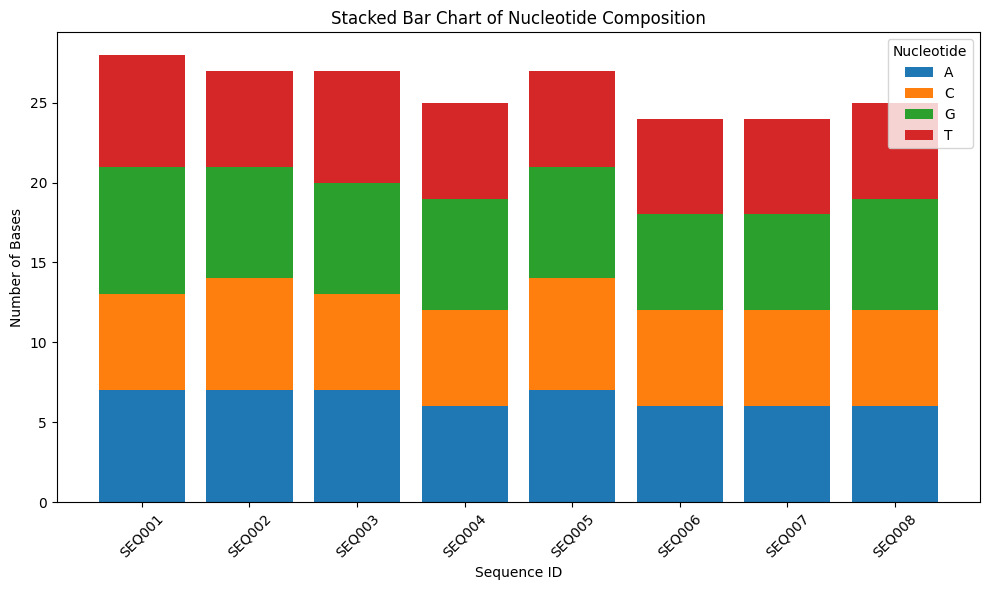 Stacked Bar Chart of Nucleotide Composition
Nucleotide
A
C
G
T
Number of Bases
25
20
15
10
5
0
SEQ001
SEQ002
SEQ003
SEQ004
SEQ005
SEQ006
SEQ007
SEQ008
Sequence ID